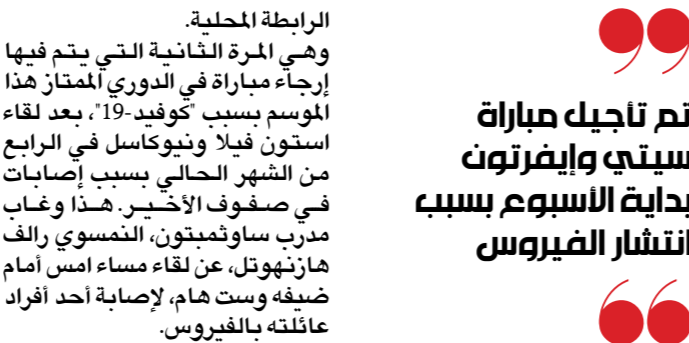 تم تأجيل مباراة
سيتي وإيفرتون
بداية الأسبوع بسبب
انتشار الفيروس
الرابطة المحلية.
وهي المرة الثانية التي يتم فيها
إرجاء مباراة في الدوري الممتاز هذا
الموسم بسبب "كوفيد-19"، بعد لقاء
استون فيلا ونيوكاسل في الرابع
من الشهر الحالي بسبب إصابات
في صفوف الأخير. هذا وغاب
مدرب ساوثمبتون، النمسوي رالف
هازنهوتل، عن لقاء مساء امس أمام
ضيفه وست هام، لإصابة أحد أفراد
عائلته بالفيروس.